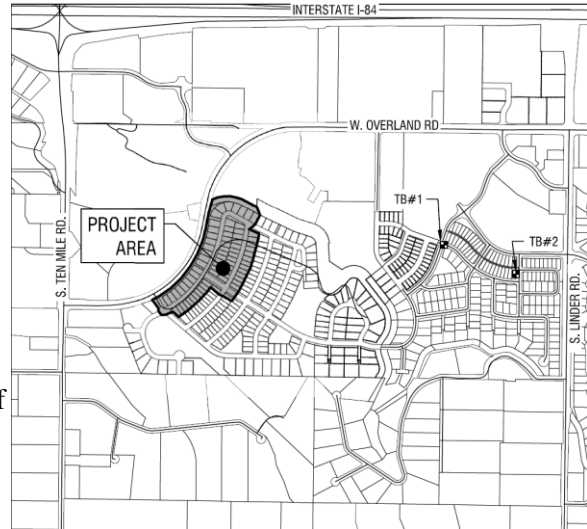 INTERSTATE I-84
W. OVERLAND RD
TB#1
PROJECT
AREA
TB#2
S. TEN MILE RD.
S. LINDER RD.
f